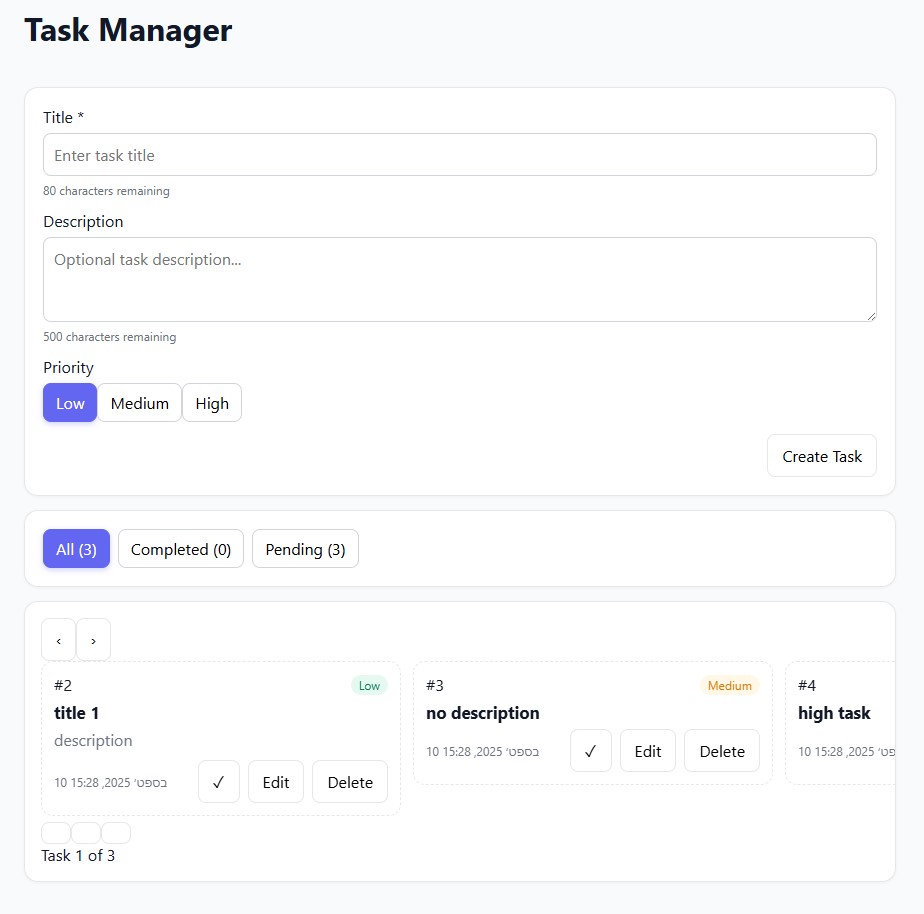 Task Manager
Title *
Enter task title
80 characters remaining
Description
Optional task description...
500 characters remaining
Priority
Low Medium High
Create Task
All (3) Completed (0) Pending (3)
‹ ›
#2 Low
title 1
description
10 בספט׳ 2025, 15:28 ✓ Edit Delete
#3 Medium
no description
10 בספט׳ 2025, 15:28 ✓ Edit Delete
#4
high task
10 בספט׳ 2025, 15:28
Task 1 of 3